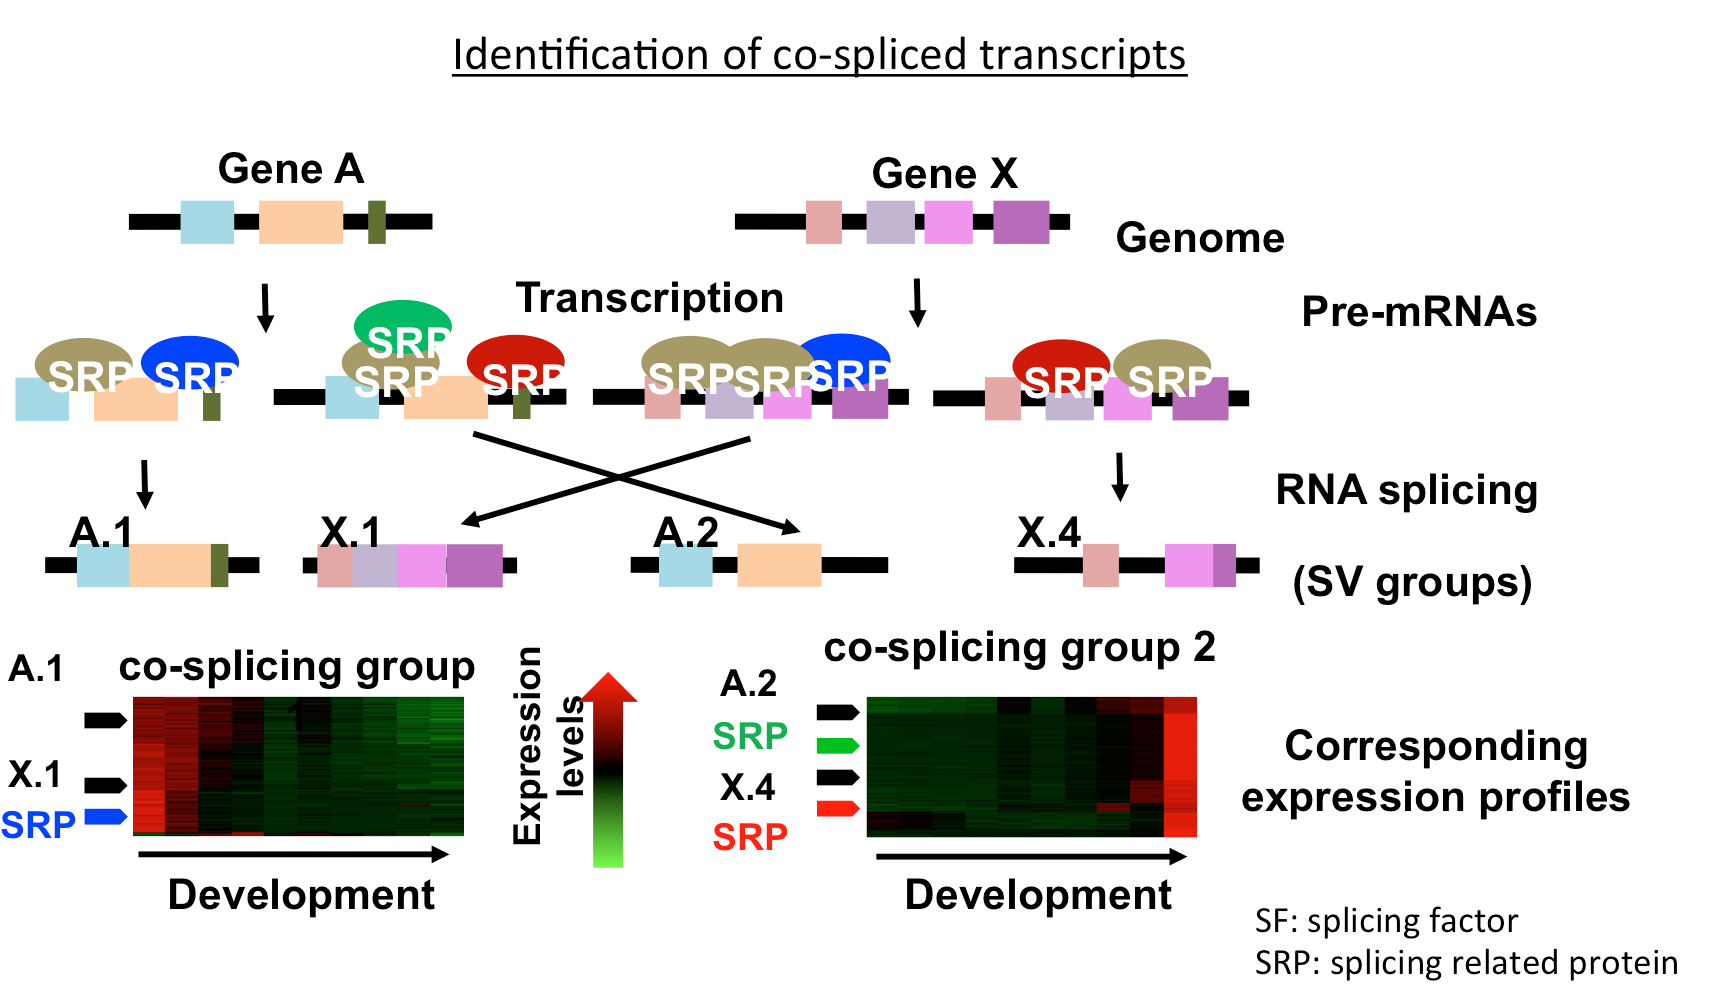 Identification of co-spliced transcripts
Gene A
Gene X
Genome
Transcription
Pre-mRNAs
SRP
SRP
SRP
SRP
SRP
SRP
SRP
SRP
SRP
SRP
RNA splicing
A.1
X.1
A.2
X.4
(SV groups)
co-splicing group
1
co-splicing group 2
A.1
X.1
SRP
Expression
levels
A.2
SRP
X.4
SRP
Corresponding
expression profiles
Development
Development
SF: splicing factor
SRP: splicing related protein